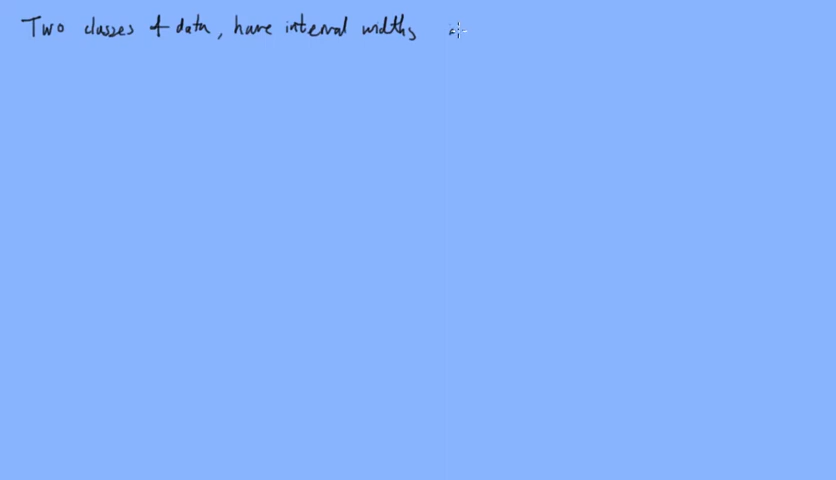 Two classes of data, have interval widths